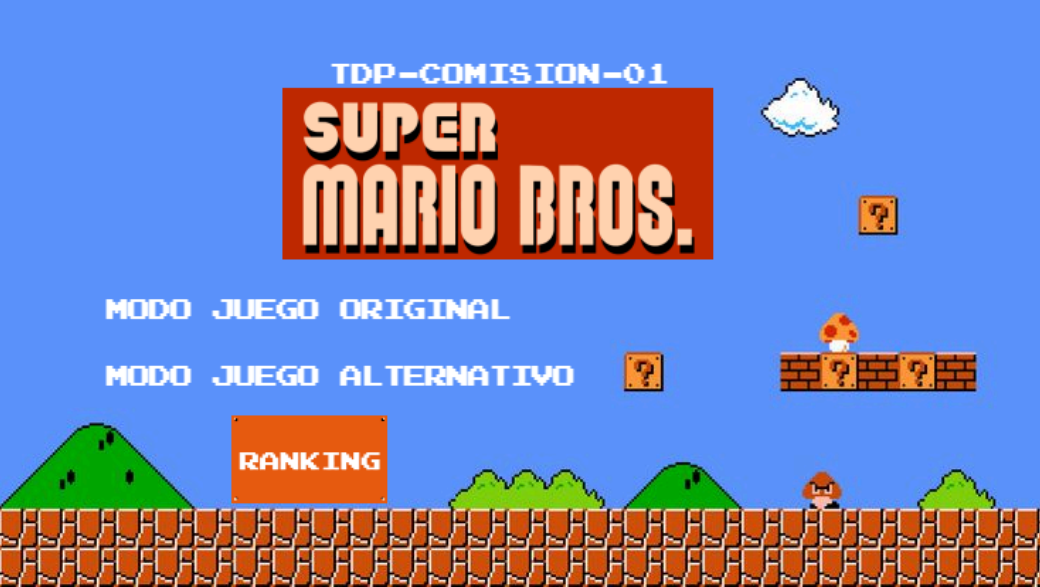 TDP-COMISION-01
SUPER
MARIO BROS.
?
MODO JUEGO ORIGINAL
MODO JUEGO ALTERNATIVO
?
? ?
RANKING